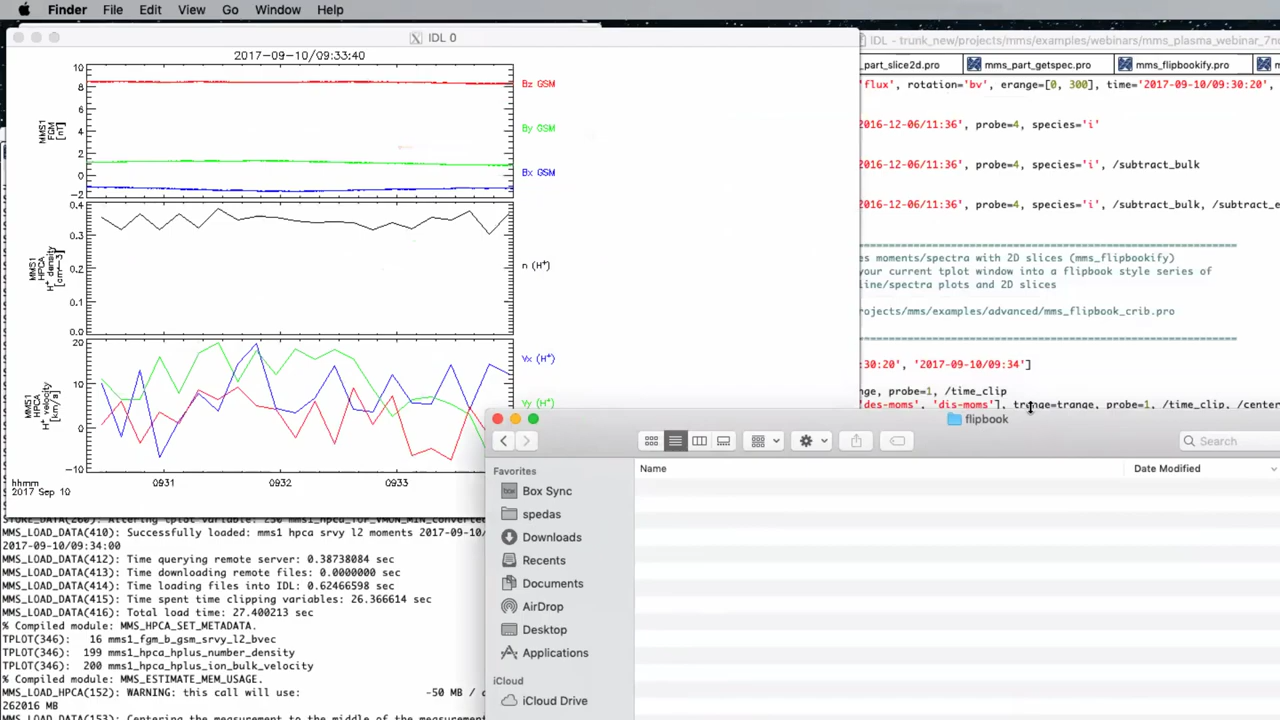 Finder File Edit View Go Window Help
IDL 0
2017-09-10/09:33:40
10
8
6
4
2
0
-2
MMS1
FGM
[nT]
Bz GSM
By GSM
Bx GSM
0.4
0.3
0.2
0.1
0.0
MMS1
HPCA
H+ density
n (H+)
20
10
0
-10
MMS1
HPCA
H+ velocity
[km/s]
Vx (H+)
Vy (H+)
hhmm
2017 Sep 10
0931
0932
0933
IDL - trunk_new/projects/mms/examples/webinars/mms_plasma_webinar_7n
_part_slice2d.pro
mms_part_getspec.pro
mms_flipbookify.pro
'flux', rotation='bv', erange=[0, 300], time='2017-09-10/09:30:20',
2016-12-06/11:36', probe=4, species='i'
2016-12-06/11:36', probe=4, species='i', /subtract_bulk
2016-12-06/11:36', probe=4, species='i', /subtract_bulk, /subtract_e
es moments/spectra with 2D slices (mms_flipbookify)
your current tplot window into a flipbook style series of
line/spectra plots and 2D slices
rojects/mms/examples/advanced/mms_flipbook_crib.pro
30:20', '2017-09-10/09:34']
nge, probe=1, /time_clip
'des-moms', 'dis-moms'], trange=trange, probe=1, /time_clip, /center
MMS_LOAD_DATA(410): Successfully loaded: mms1 hpca srvy l2 moments 2017-09-10/
2017-09-10/09:34:00
MMS_LOAD_DATA(412): Time querying remote server: 0.38738084 sec
MMS_LOAD_DATA(413): Time downloading remote files: 0.0000000 sec
MMS_LOAD_DATA(414): Time loading files into IDL: 0.62466598 sec
MMS_LOAD_DATA(415): Time spent time clipping variables: 26.366614 sec
MMS_LOAD_DATA(416): Total load time: 27.400213 sec
% Compiled module: MMS_HPCA_SET_METADATA.
TPLOT(346): 16 mms1_fgm_b_gsm_srvy_l2_bvec
TPLOT(346): 199 mms1_hpca_hplus_number_density
TPLOT(346): 200 mms1_hpca_hplus_ion_bulk_velocity
% Compiled module: MMS_ESTIMATE_MEM_USAGE.
MMS_LOAD_HPCA(152): WARNING: this call will use: -50 MB /
262016 MB
MMS_LOAD_DATA(153): Centering the measurement to the middle of the measurement
flipbook
Search
Favorites
Box Sync
spedas
Downloads
Recents
Documents
AirDrop
Desktop
Applications
iCloud
iCloud Drive
Name
Date Modified